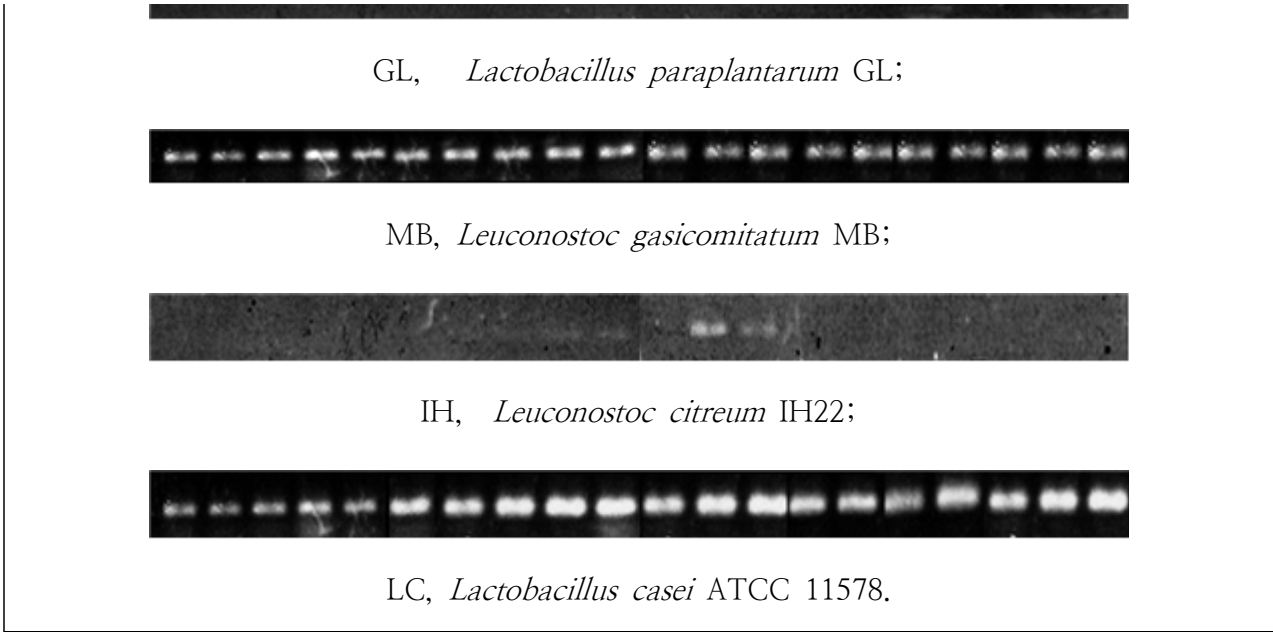 GL, Lactobacillus paraplantarum GL;
MB, Leuconostoc gasicomitatum MB;
IH, Leuconostoc citreum IH22;
LC, Lactobacillus casei ATCC 11578.